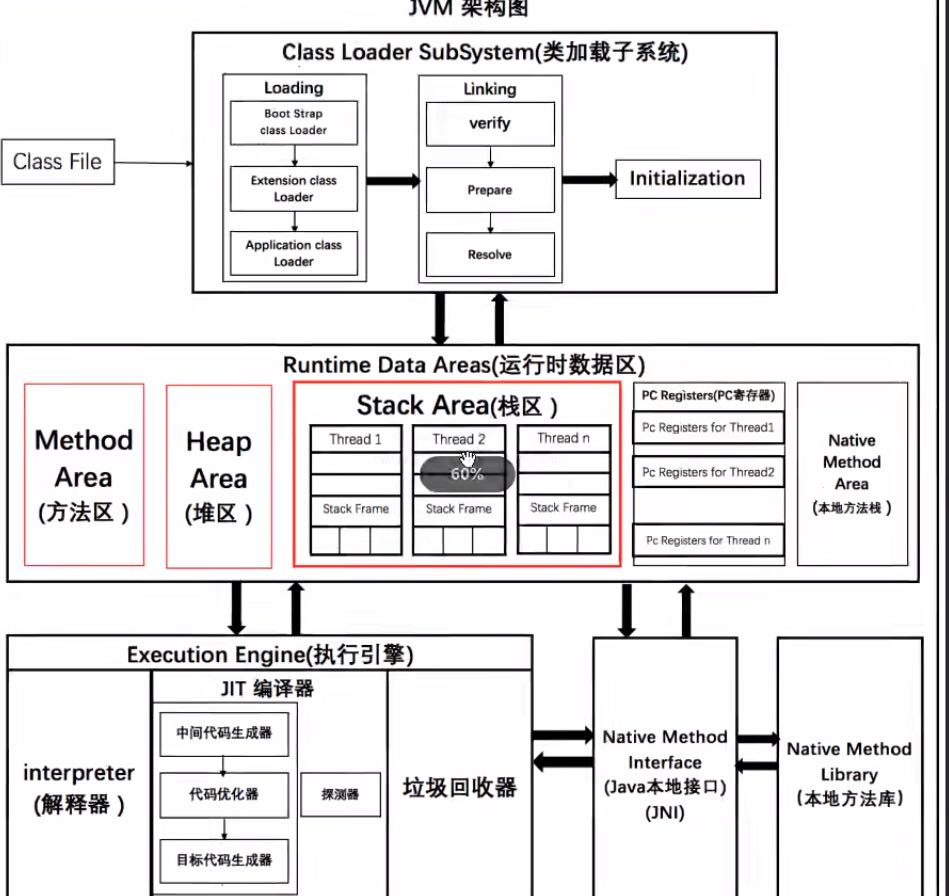 JVM 架构图
Class Loader SubSystem(类加载子系统)
Loading
Boot Strap
class Loader
Extension class
Loader
Application class
Loader
Linking
verify
Prepare
Resolve
Initialization
Class File
Runtime Data Areas(运行时数据区)
Method
Area
(方法区 )
Heap
Area
(堆区 )
Stack Area(栈区 )
Thread 1
Stack Frame
Thread 2
60%
Stack Frame
Thread n
Stack Frame
PC Registers(PC寄存器)
Pc Registers for Thread1
Pc Registers for Thread2
Pc Registers for Thread n
Native
Method
Area
(本地方法栈 )
Execution Engine(执行引擎)
interpreter
(解释器 )
JIT 编译器
中间代码生成器
代码优化器
目标代码生成器
探测器
垃圾回收器
Native Method
Interface
(Java本地接口)
(JNI)
Native Method
Library
(本地方法库)